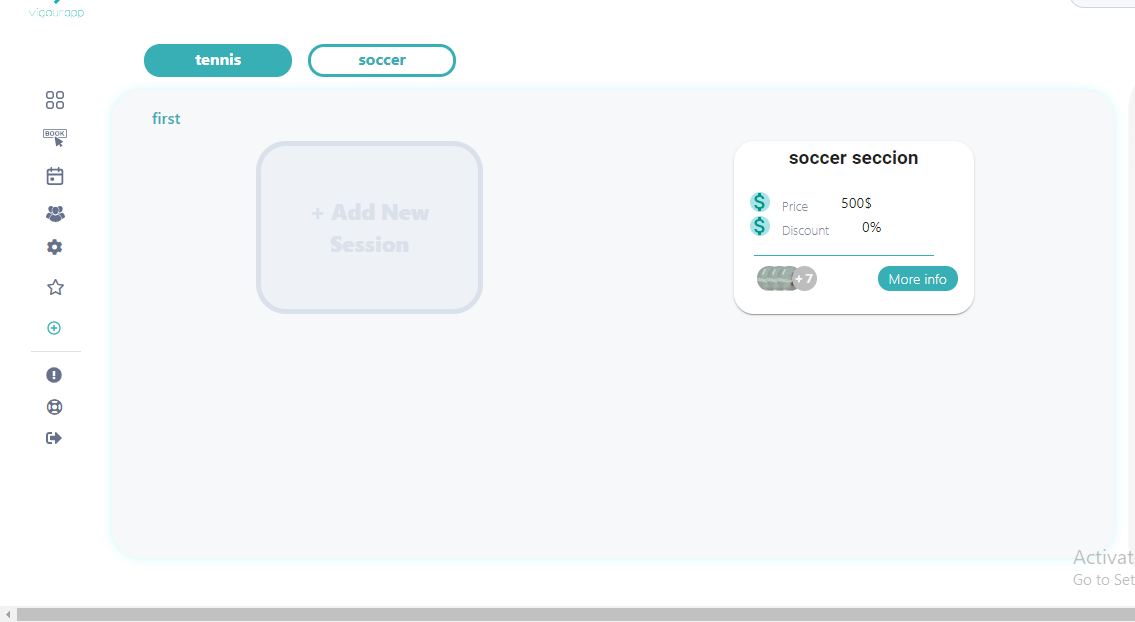 vigourapp
tennis
soccer
BOOK
first
+ Add New
Session
soccer seccion
Price 500$
Discount 0%
+7
More info
Activat
Go to Set